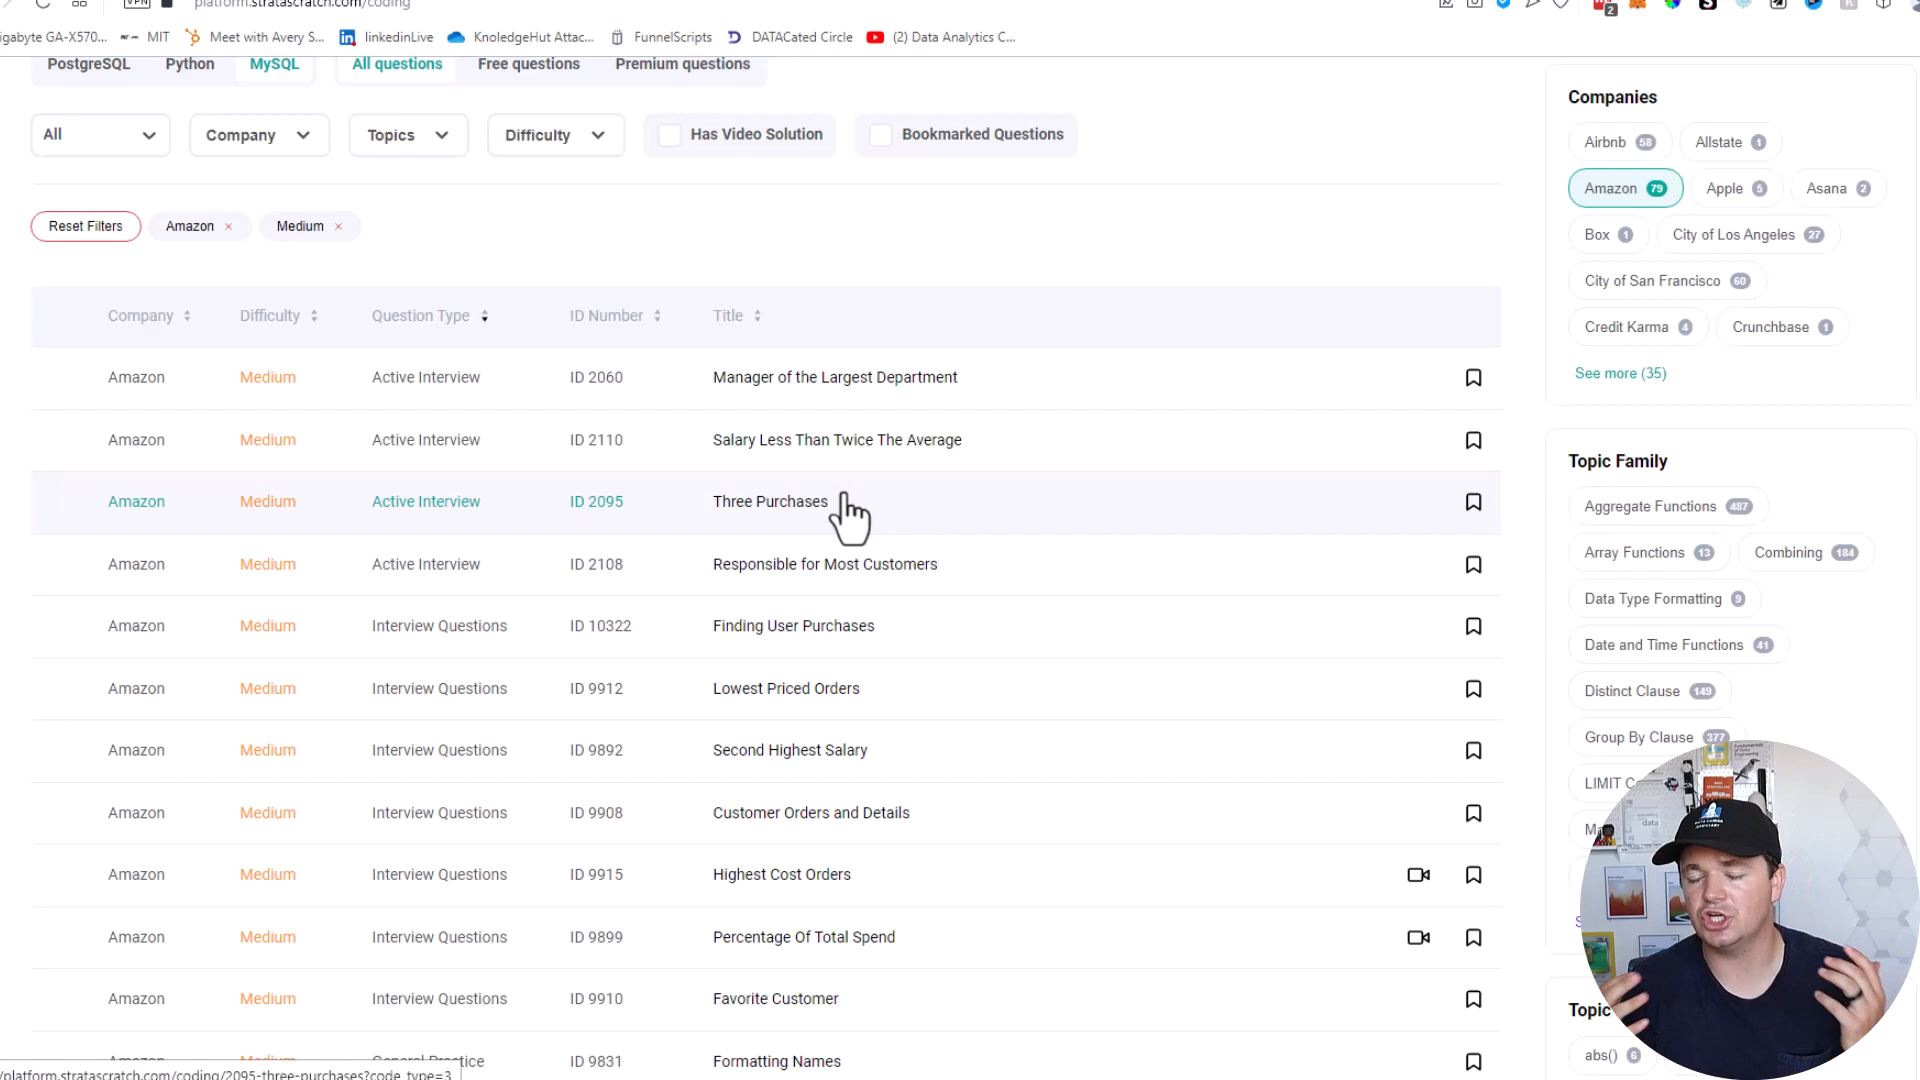 platform.stratascratch.com/coding
VPN
2
igabyte GA-X570...
MIT
Meet with Avery S...
linkedinLive
KnoledgeHut Attac...
FunnelScripts
DATACated Circle
(2) Data Analytics C...
PostgreSQL
Python
MySQL
All questions
Free questions
Premium questions
All
Company
Topics
Difficulty
Has Video Solution
Bookmarked Questions
Reset Filters
Amazon ×
Medium ×
Company Difficulty Question Type ID Number Title
Amazon Medium Active Interview ID 2060 Manager of the Largest Department
Amazon Medium Active Interview ID 2110 Salary Less Than Twice The Average
Amazon Medium Active Interview ID 2095 Three Purchases
Amazon Medium Active Interview ID 2108 Responsible for Most Customers
Amazon Medium Interview Questions ID 10322 Finding User Purchases
Amazon Medium Interview Questions ID 9912 Lowest Priced Orders
Amazon Medium Interview Questions ID 9892 Second Highest Salary
Amazon Medium Interview Questions ID 9908 Customer Orders and Details
Amazon Medium Interview Questions ID 9915 Highest Cost Orders
Amazon Medium Interview Questions ID 9899 Percentage Of Total Spend
Amazon Medium Interview Questions ID 9910 Favorite Customer
Amazon Medium General Practice ID 9831 Formatting Names
/platform.stratascratch.com/coding/2095-three-purchases?code_type=3
Companies
Airbnb 58
Allstate 1
Amazon 79
Apple 5
Asana 2
Box 1
City of Los Angeles 27
City of San Francisco 60
Credit Karma 4
Crunchbase 1
See more (35)
Topic Family
Aggregate Functions 487
Array Functions 13
Combining 184
Data Type Formatting 9
Date and Time Functions 41
Distinct Clause 149
Group By Clause 377
LIMIT
Topic
abs() 6